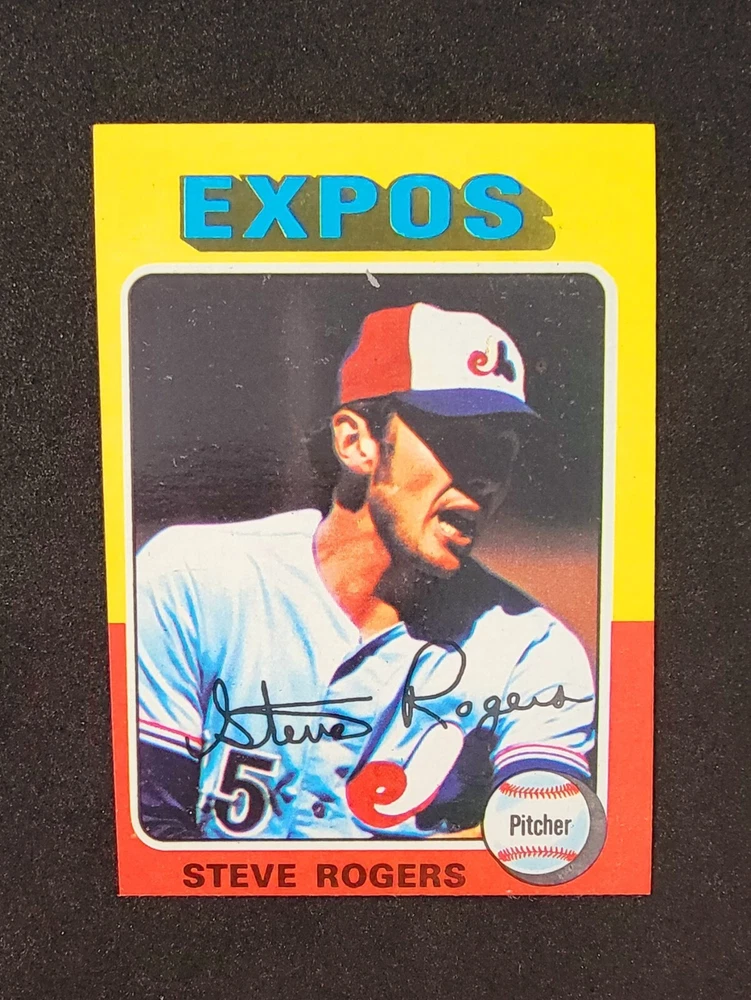 EXPOS
Steve Rogers
5
Pitcher
STEVE ROGERS